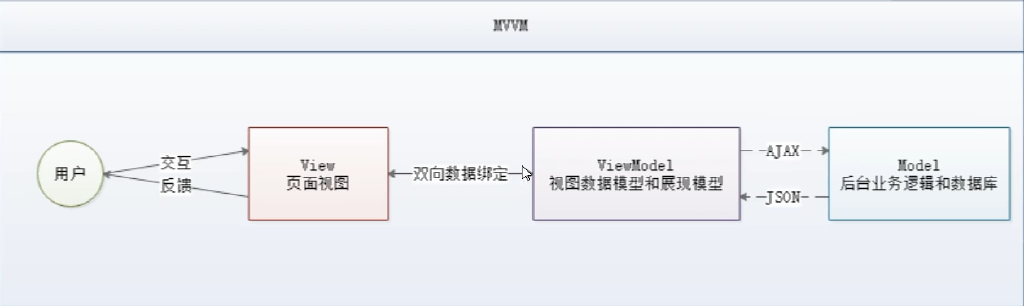 MVVM
用户
交互
反馈
View
页面视图
双向数据绑定
ViewModel
视图数据模型和展现模型
AJAX
JSON
Model
后台业务逻辑和数据库